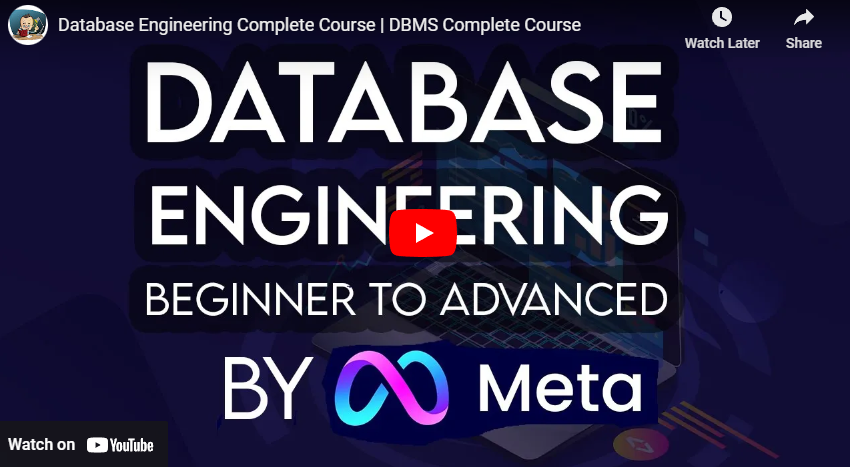 Database Engineering Complete Course | DBMS Complete Course
Watch Later
Share
DATABASE
ENGINEERING
BEGINNER TO ADVANCED
BY Meta
Watch on YouTube